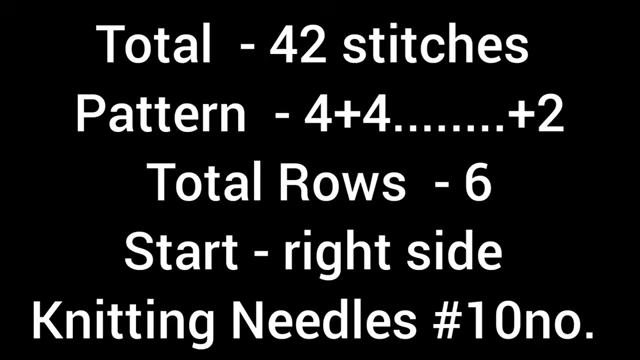 Total - 42 stitches
Pattern - 4+4........+2
Total Rows - 6
Start - right side
Knitting Needles #10no.